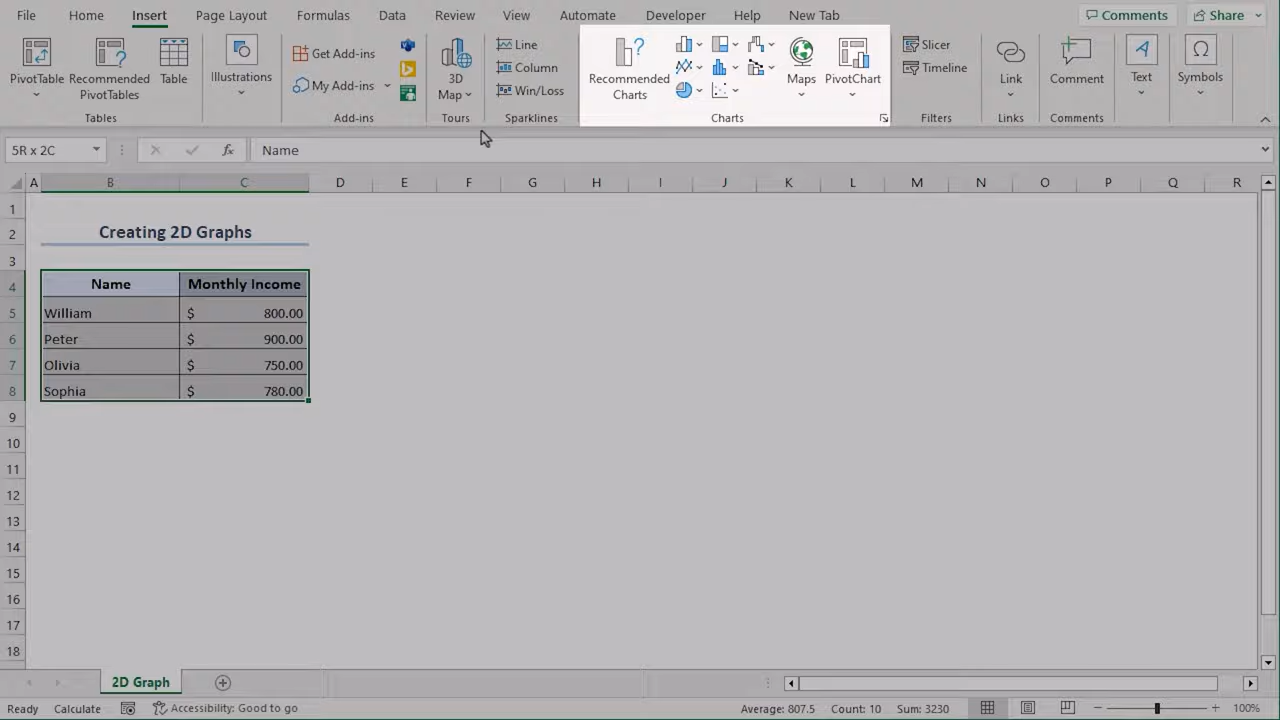 File Home Insert Page Layout Formulas Data Review View Automate Developer Help New Tab Comments Share
PivotTable Recommended PivotTables Table
Tables
Illustrations
Get Add-ins
My Add-ins
Add-ins
3D Map
Tours
Line
Column
Win/Loss
Sparklines
Recommended Charts
Maps PivotChart
Charts
Slicer
Timeline
Filters
Link
Links
Comment
Comments
Text
Symbols
5R x 2C fx Name
A B C D E F G H I J K L M N O P Q R
1
2 Creating 2D Graphs
3
4 Name Monthly Income
5 William $ 800.00
6 Peter $ 900.00
7 Olivia $ 750.00
8 Sophia $ 780.00
9
10
11
12
13
14
15
16
17
18
2D Graph
Ready Calculate Accessibility: Good to go Average: 807.5 Count: 10 Sum: 3230 100%